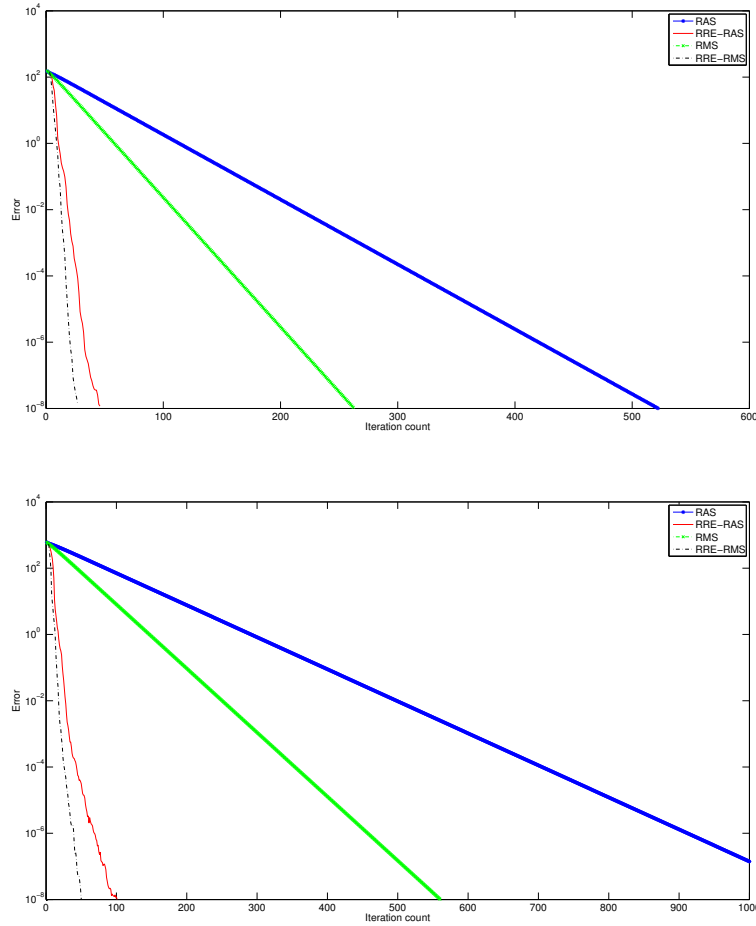 10^4
10^2
10^0
10^-2
10^-4
10^-6
10^-8
Error
0 100 200 300 400 500 600
Iteration count
RAS
RRE-RAS
RMS
RRE-RMS
10^4
10^2
10^0
10^-2
10^-4
10^-6
10^-8
Error
0 100 200 300 400 500 600 700 800 900 1000
Iteration count
RAS
RRE-RAS
RMS
RRE-RMS